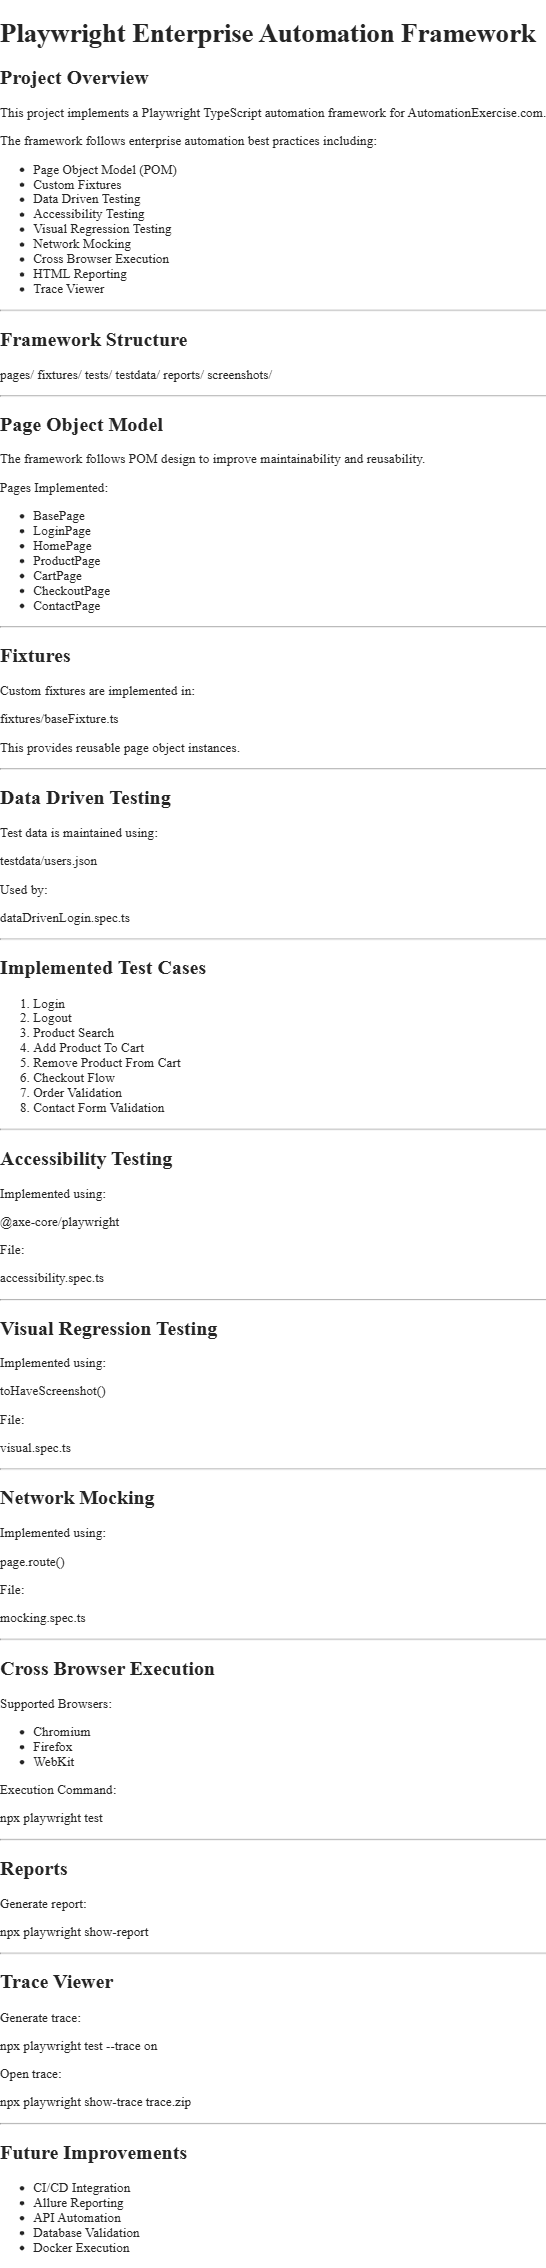 Playwright Enterprise Automation Framework
Project Overview
This project implements a Playwright TypeScript automation framework for AutomationExercise.com.
The framework follows enterprise automation best practices including:
• Page Object Model (POM)
• Custom Fixtures
• Data Driven Testing
• Accessibility Testing
• Visual Regression Testing
• Network Mocking
• Cross Browser Execution
• HTML Reporting
• Trace Viewer
Framework Structure
pages/ fixtures/ tests/ testdata/ reports/ screenshots/
Page Object Model
The framework follows POM design to improve maintainability and reusability.
Pages Implemented:
• BasePage
• LoginPage
• HomePage
• ProductPage
• CartPage
• CheckoutPage
• ContactPage
Fixtures
Custom fixtures are implemented in:
fixtures/baseFixture.ts
This provides reusable page object instances.
Data Driven Testing
Test data is maintained using:
testdata/users.json
Used by:
dataDrivenLogin.spec.ts
Implemented Test Cases
1. Login
2. Logout
3. Product Search
4. Add Product To Cart
5. Remove Product From Cart
6. Checkout Flow
7. Order Validation
8. Contact Form Validation
Accessibility Testing
Implemented using:
@axe-core/playwright
File:
accessibility.spec.ts
Visual Regression Testing
Implemented using:
toHaveScreenshot()
File:
visual.spec.ts
Network Mocking
Implemented using:
page.route()
File:
mocking.spec.ts
Cross Browser Execution
Supported Browsers:
• Chromium
• Firefox
• WebKit
Execution Command:
npx playwright test
Reports
Generate report:
npx playwright show-report
Trace Viewer
Generate trace:
npx playwright test --trace on
Open trace:
npx playwright show-trace trace.zip
Future Improvements
• CI/CD Integration
• Allure Reporting
• API Automation
• Database Validation
• Docker Execution